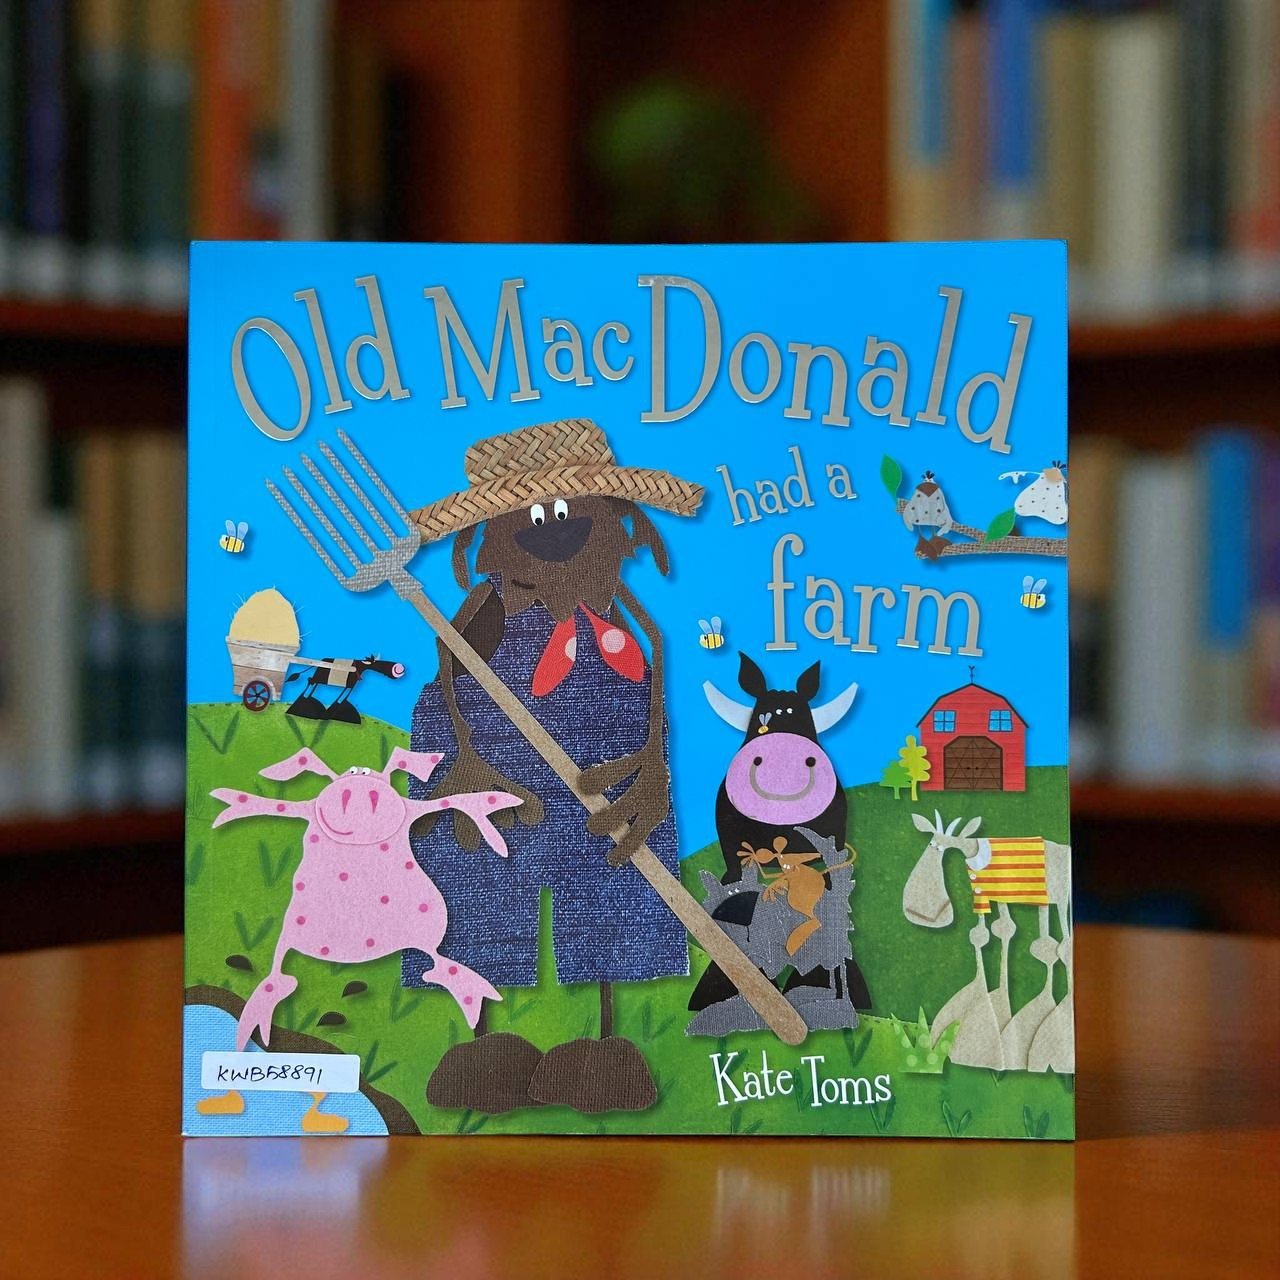 Old MacDonald
had a
farm
Kate Toms
KWB58891